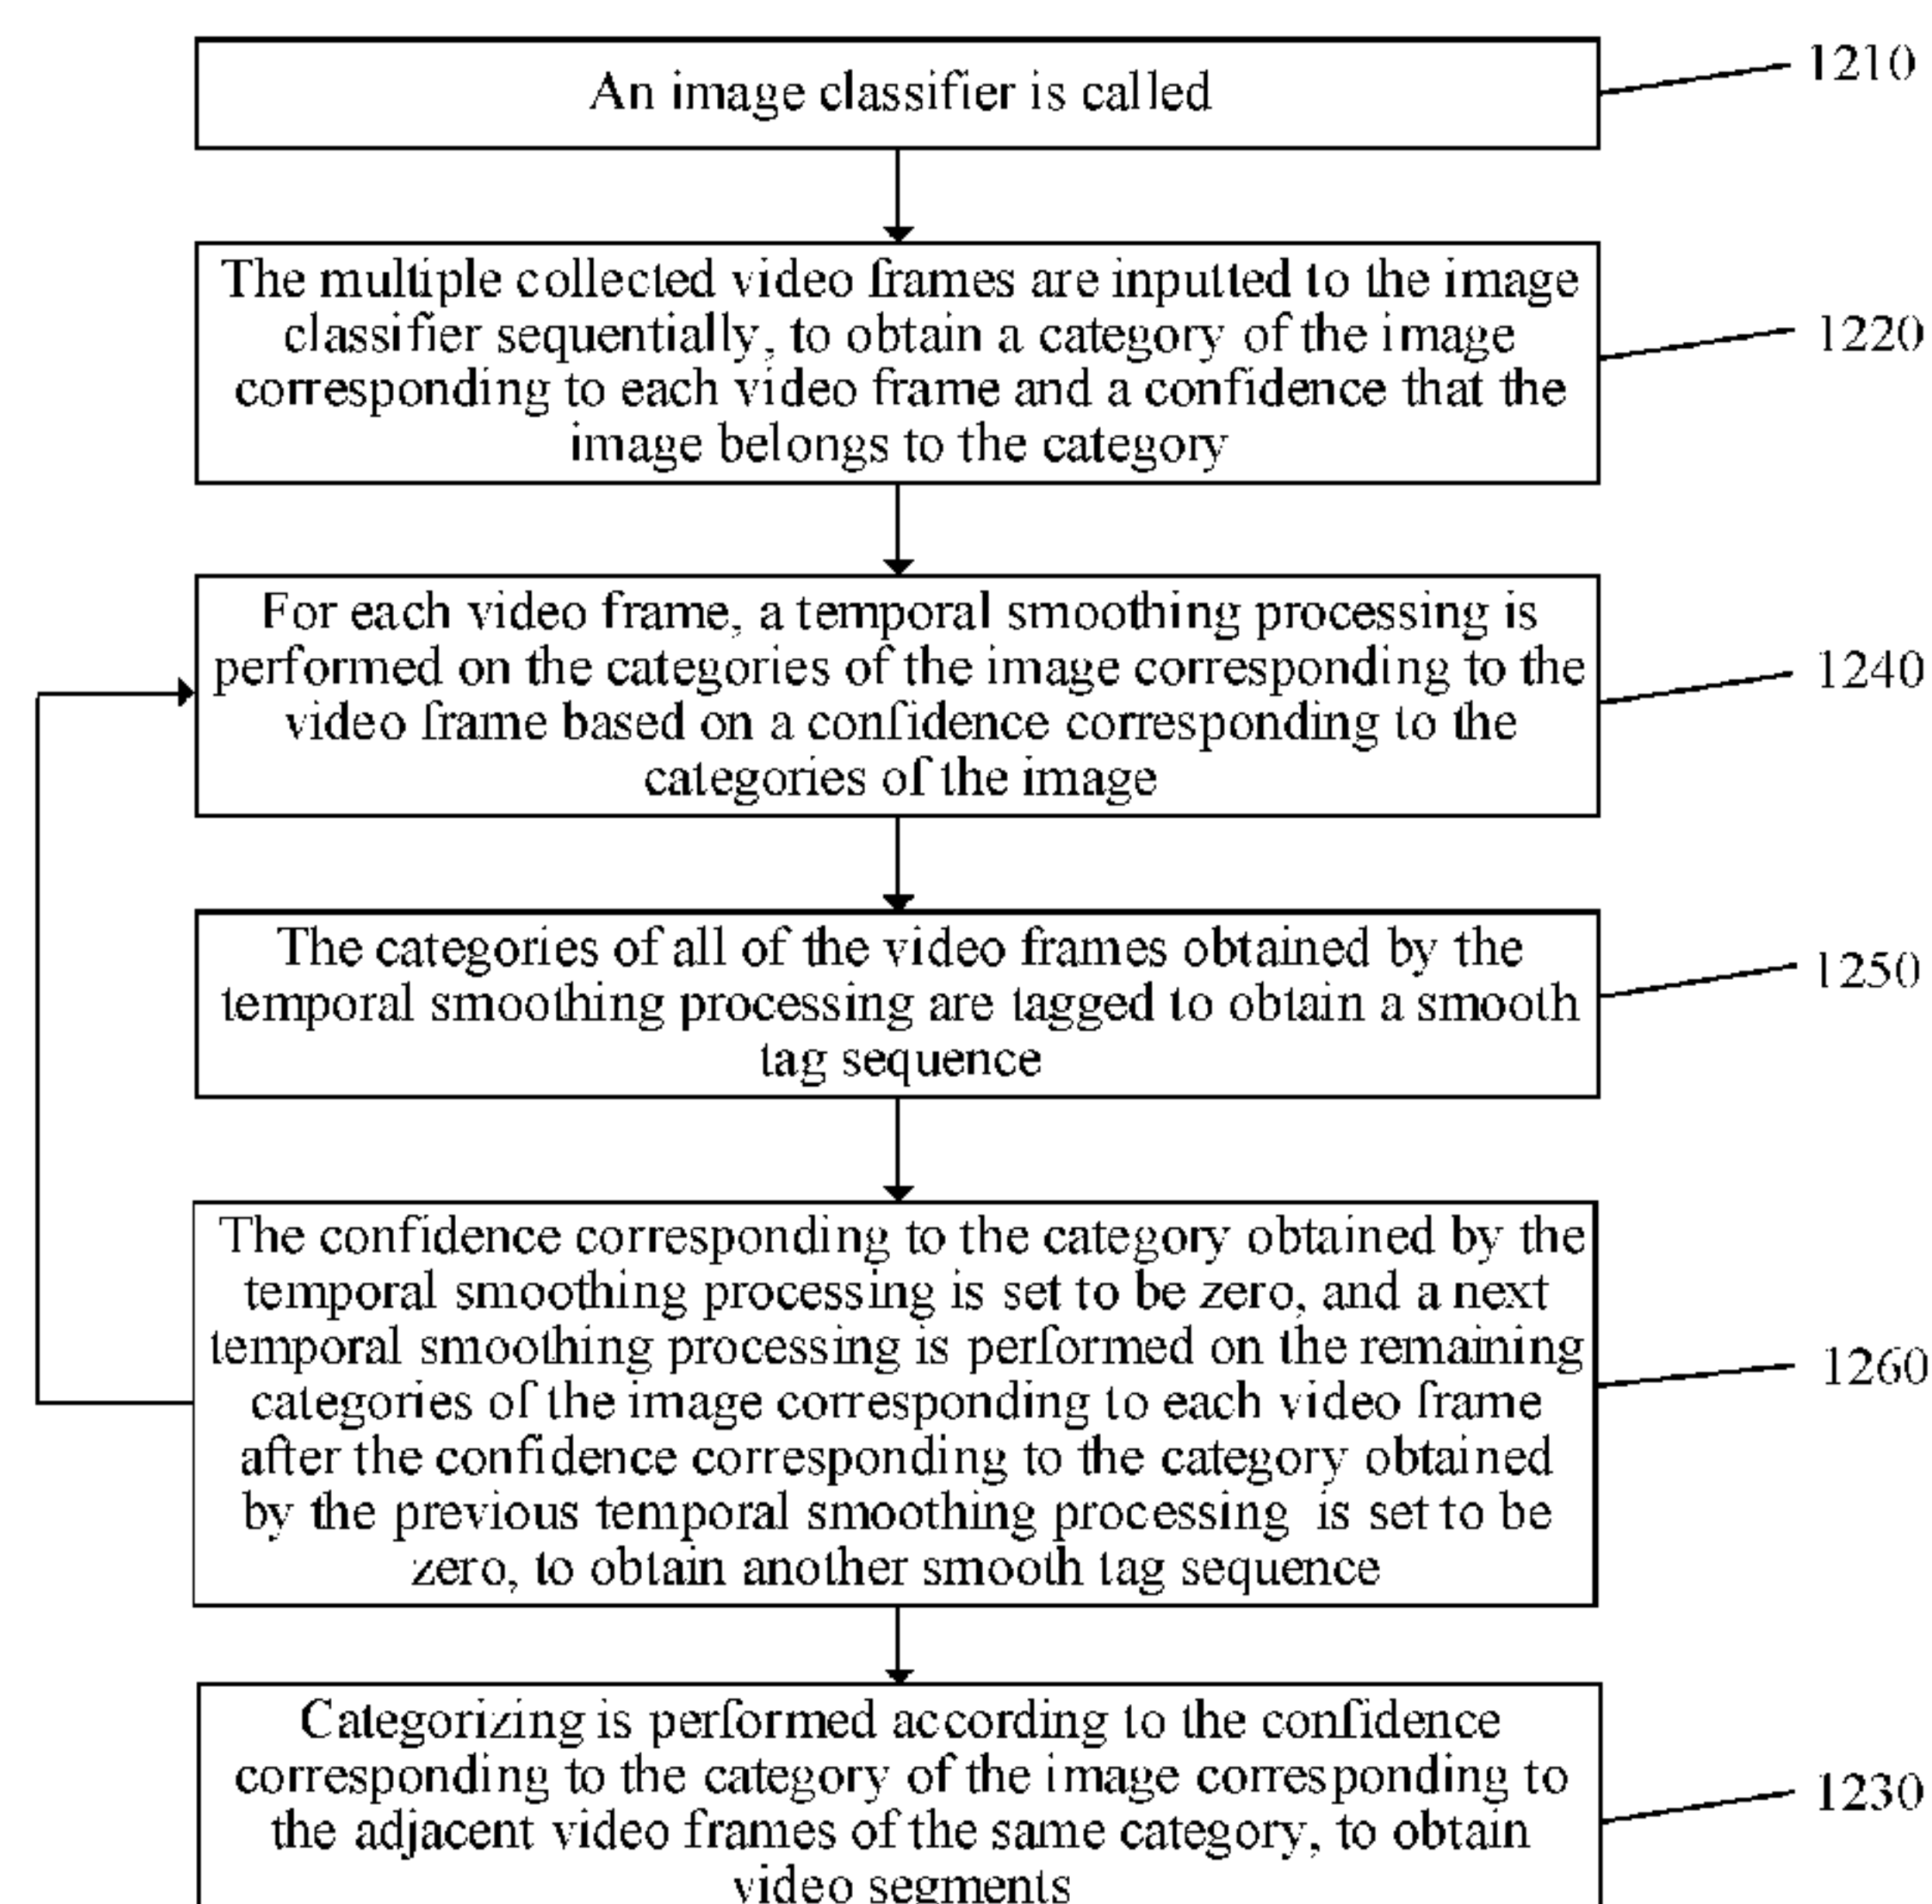 An image classifier is called
1210
The multiple collected video frames are inputted to the image
classifier sequentially, to obtain a category of the image
corresponding to each video frame and a confidence that the
image belongs to the category
1220
For each video frame, a temporal smoothing processing is
performed on the categories of the image corresponding to the
video frame based on a confidence corresponding to the
categories of the image
1240
The categories of all of the video frames obtained by the
temporal smoothing processing are tagged to obtain a smooth
tag sequence
1250
The confidence corresponding to the category obtained by the
temporal smoothing processing is set to be zero, and a next
temporal smoothing processing is performed on the remaining
categories of the image corresponding to each video frame
after the confidence corresponding to the category obtained
by the previous temporal smoothing processing is set to be
zero, to obtain another smooth tag sequence
1260
Categorizing is performed according to the confidence
corresponding to the category of the image corresponding to
the adjacent video frames of the same category, to obtain
video segments
1230